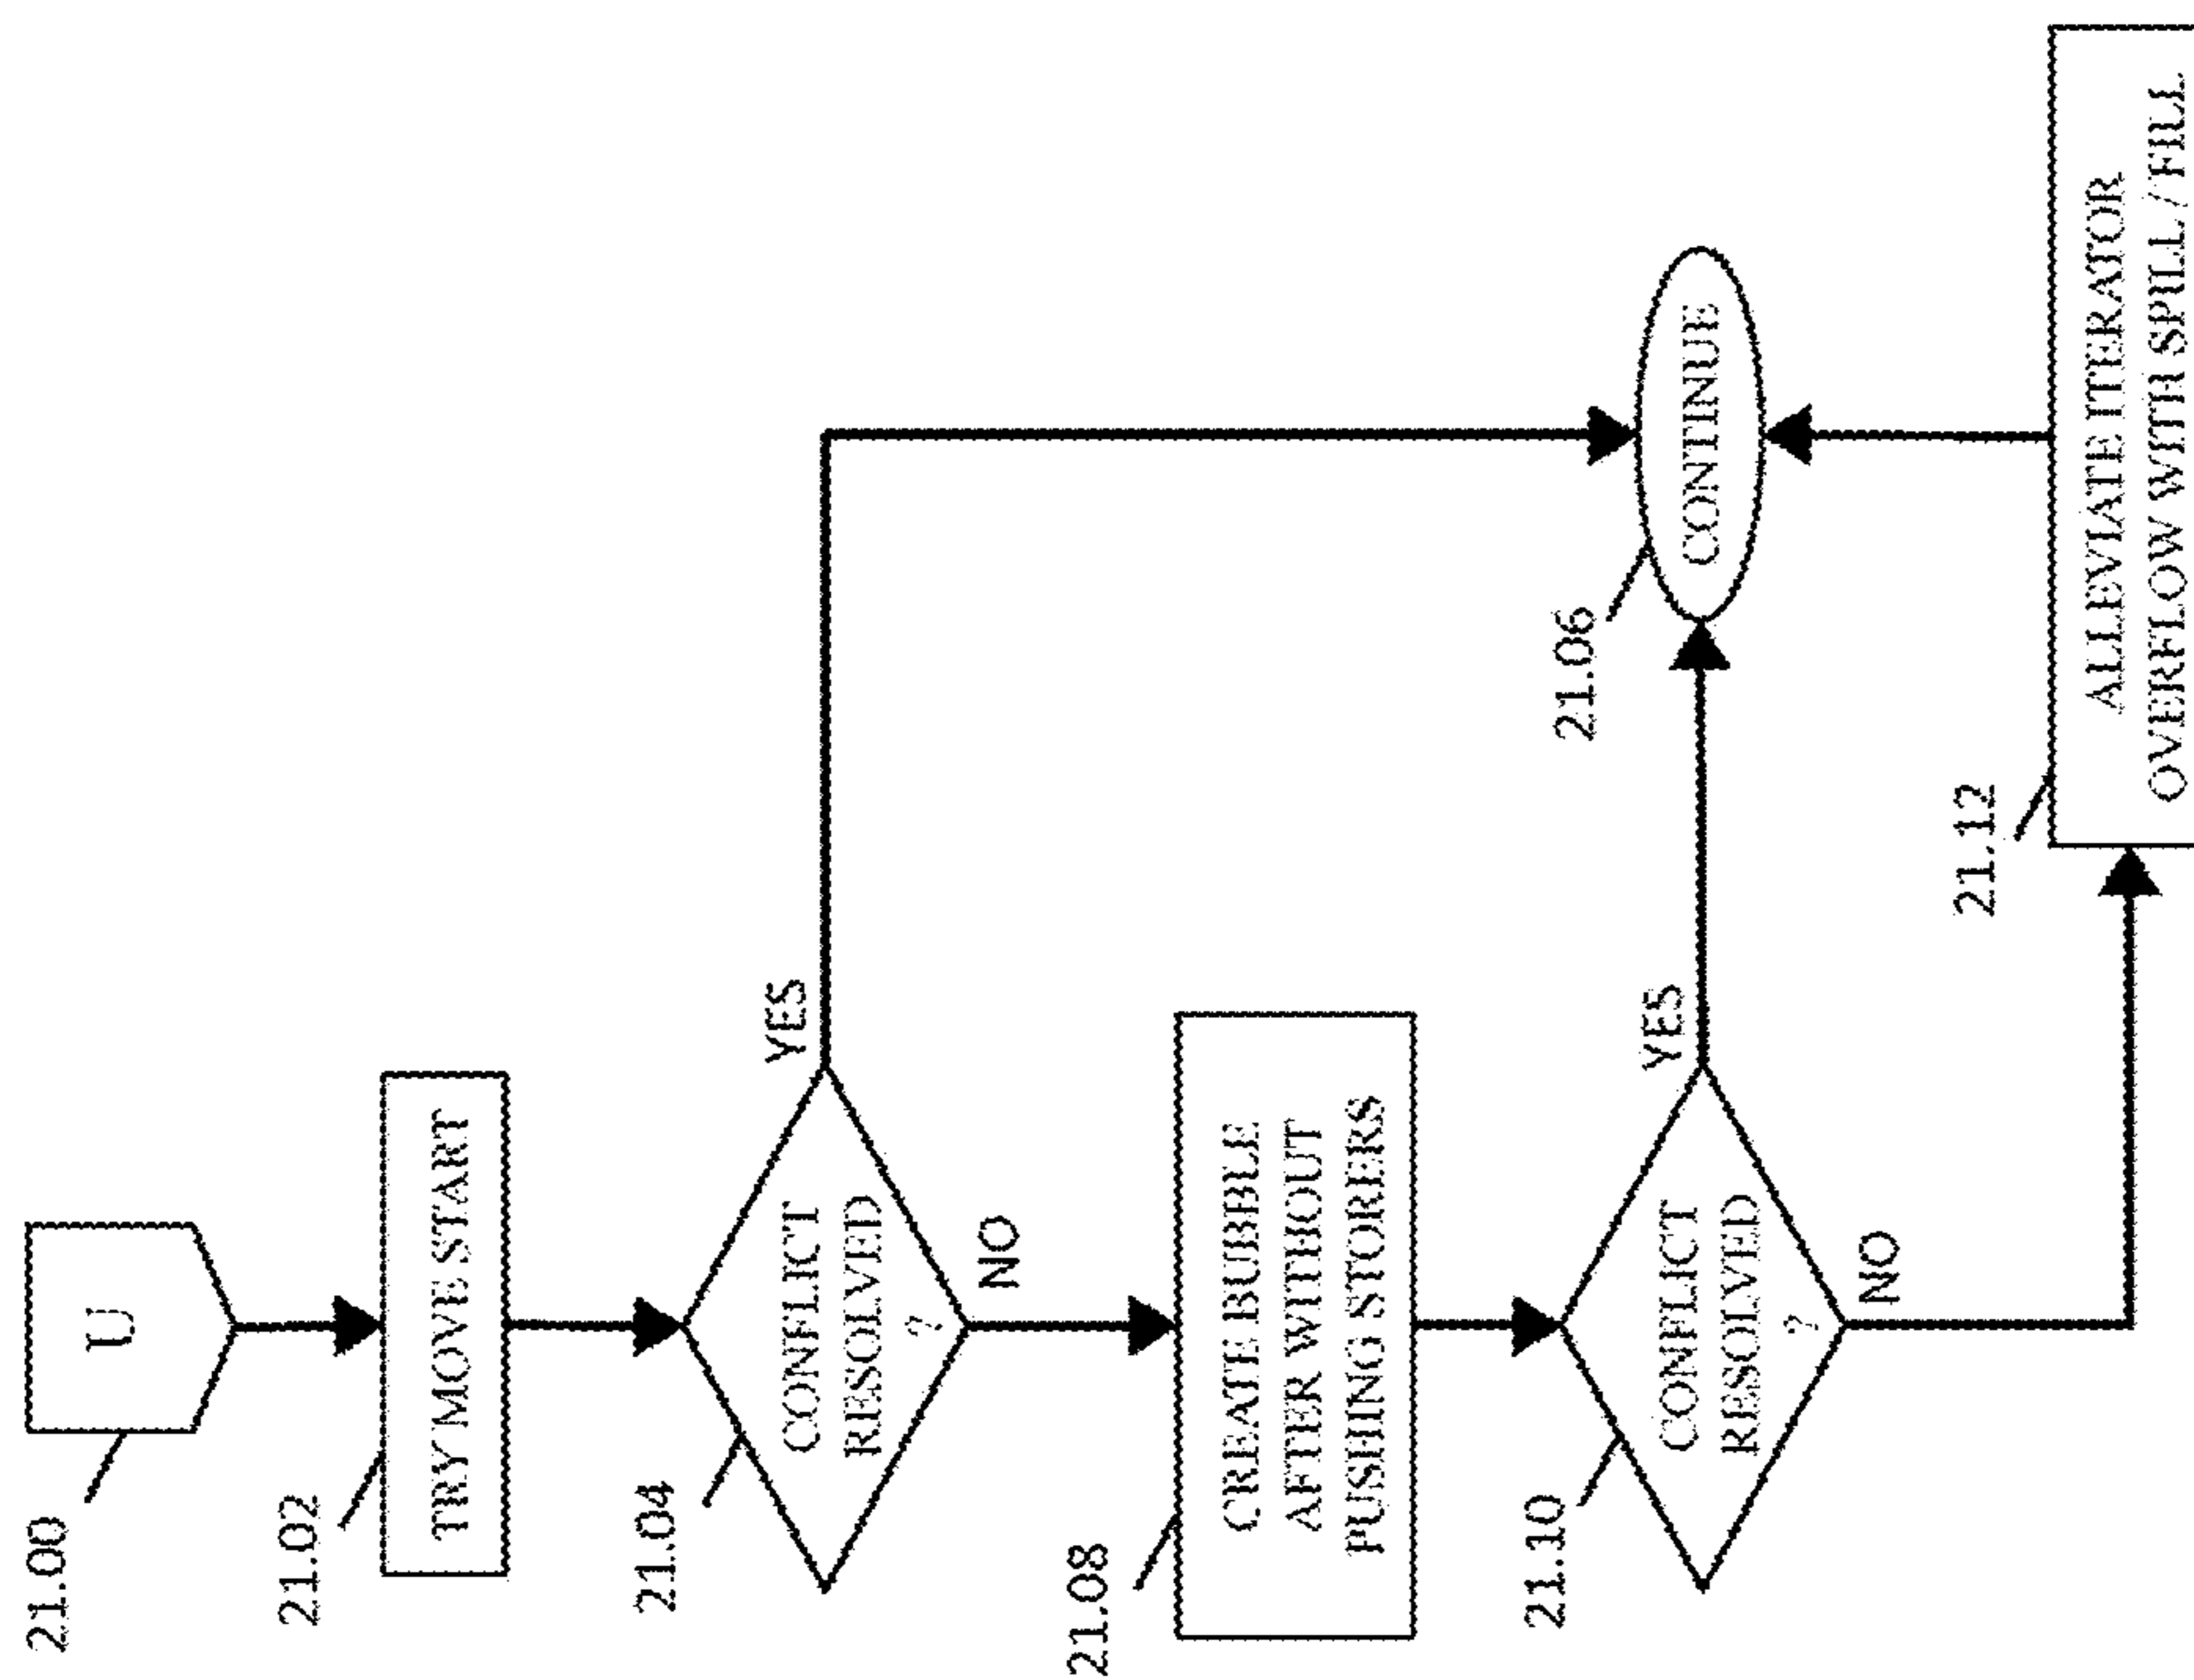 21.00
U
21.02
TRY MOVE START
21.04
CONFLICT
RESOLVED
?
YES
NO
21.08
CREATE BUBBLE
AFTER WITHOUT
PUSHING STORERS
21.06
CONTINUE
21.10
CONFLICT
RESOLVED
?
YES
NO
21.12
ALLEVIATE ITERATOR
OVERFLOW WITH SPILL/FILL